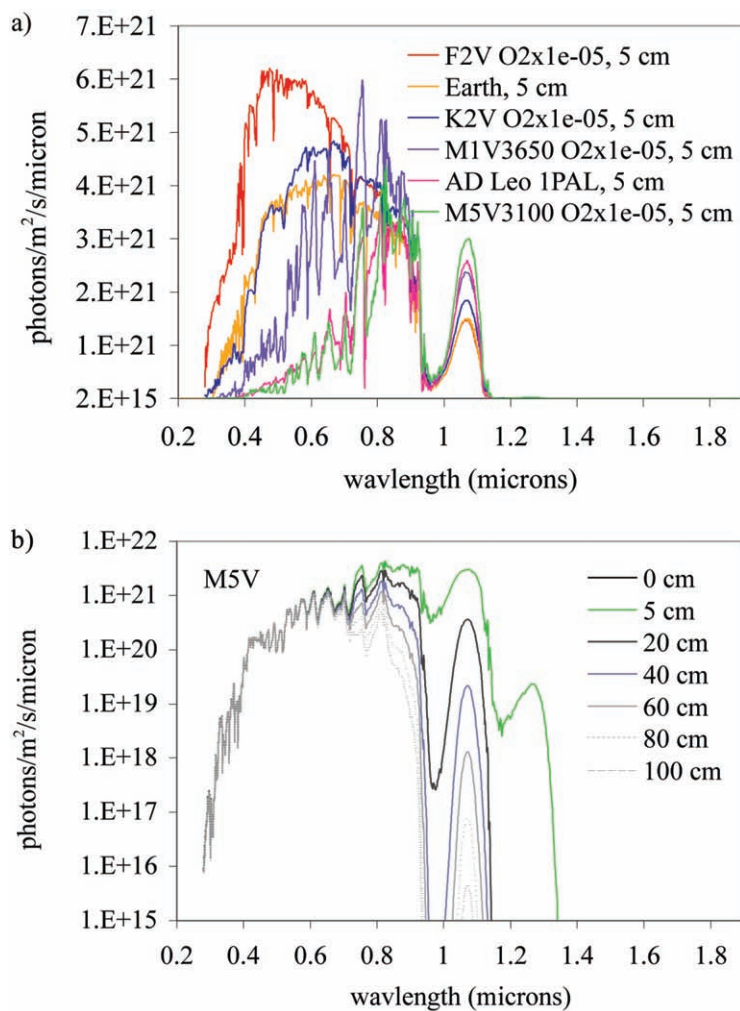 a)
7.E+21
6.E+21
5.E+21
4.E+21
3.E+21
2.E+21
1.E+21
2.E+15
photons/m²/s/micron
F2V O2x1e-05, 5 cm
Earth, 5 cm
K2V O2x1e-05, 5 cm
M1V3650 O2x1e-05, 5 cm
AD Leo 1PAL, 5 cm
M5V3100 O2x1e-05, 5 cm
0.2 0.4 0.6 0.8 1 1.2 1.4 1.6 1.8
wavlength (microns)
b)
1.E+22
1.E+21
1.E+20
1.E+19
1.E+18
1.E+17
1.E+16
1.E+15
photons/m²/s/micron
M5V
0 cm
5 cm
20 cm
40 cm
60 cm
80 cm
100 cm
0.2 0.4 0.6 0.8 1 1.2 1.4 1.6 1.8
wavlength (microns)